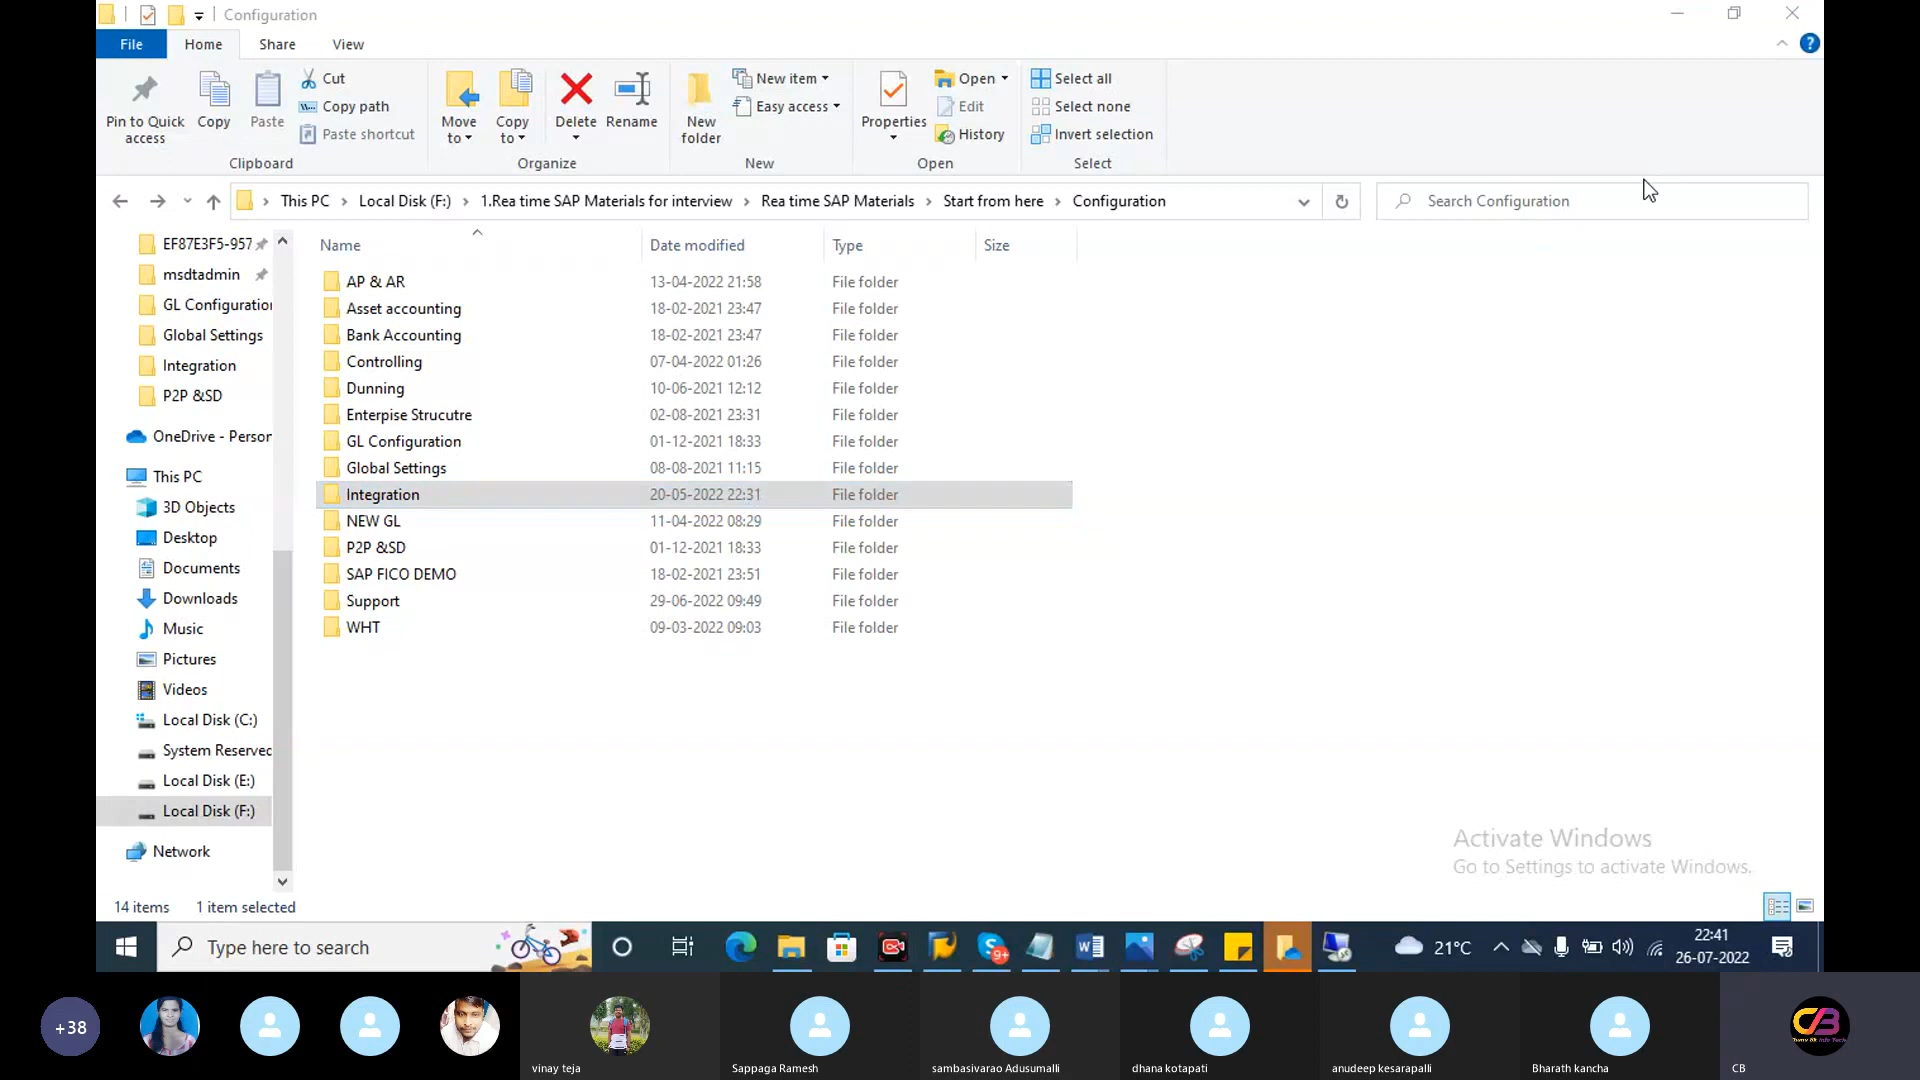 Configuration
File Home Share View
Pin to Quick access
Copy
Paste
Cut
Copy path
Paste shortcut
Clipboard
Move to
Copy to
Delete
Rename
Organize
New folder
New item
Easy access
New
Properties
Open
Edit
History
Open
Select all
Select none
Invert selection
Select
This PC Local Disk (F:) 1.Rea time SAP Materials for interview Rea time SAP Materials Start from here Configuration
Search Configuration
EF87E3F5-957
msdtadmin
GL Configuration
Global Settings
Integration
P2P &SD
OneDrive - Person
This PC
3D Objects
Desktop
Documents
Downloads
Music
Pictures
Videos
Local Disk (C:)
System Reserved
Local Disk (E:)
Local Disk (F:)
Network
Name Date modified Type Size
AP & AR 13-04-2022 21:58 File folder
Asset accounting 18-02-2021 23:47 File folder
Bank Accounting 18-02-2021 23:47 File folder
Controlling 07-04-2022 01:26 File folder
Dunning 10-06-2021 12:12 File folder
Enterpise Strucutre 02-08-2021 23:31 File folder
GL Configuration 01-12-2021 18:33 File folder
Global Settings 08-08-2021 11:15 File folder
Integration 20-05-2022 22:31 File folder
NEW GL 11-04-2022 08:29 File folder
P2P &SD 01-12-2021 18:33 File folder
SAP FICO DEMO 18-02-2021 23:51 File folder
Support 29-06-2022 09:49 File folder
WHT 09-03-2022 09:03 File folder
Activate Windows
Go to Settings to activate Windows.
14 items 1 item selected
Type here to search
9+
21°C
22:41
26-07-2022
+38
vinay teja
Sappaga Ramesh
sambasivarao Adusumalli
dhana kotapati
anudeep kesarapalli
Bharath kancha
CB
CB